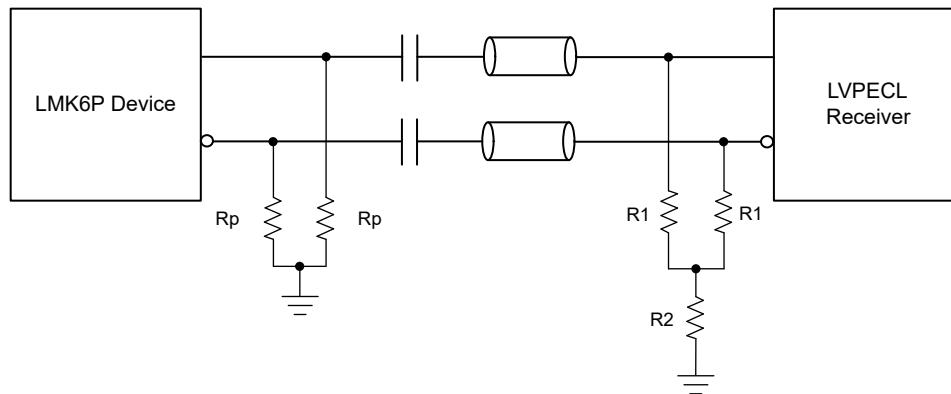 LMK6P Device
LVPECL
Receiver
Rp
Rp
R1
R1
R2